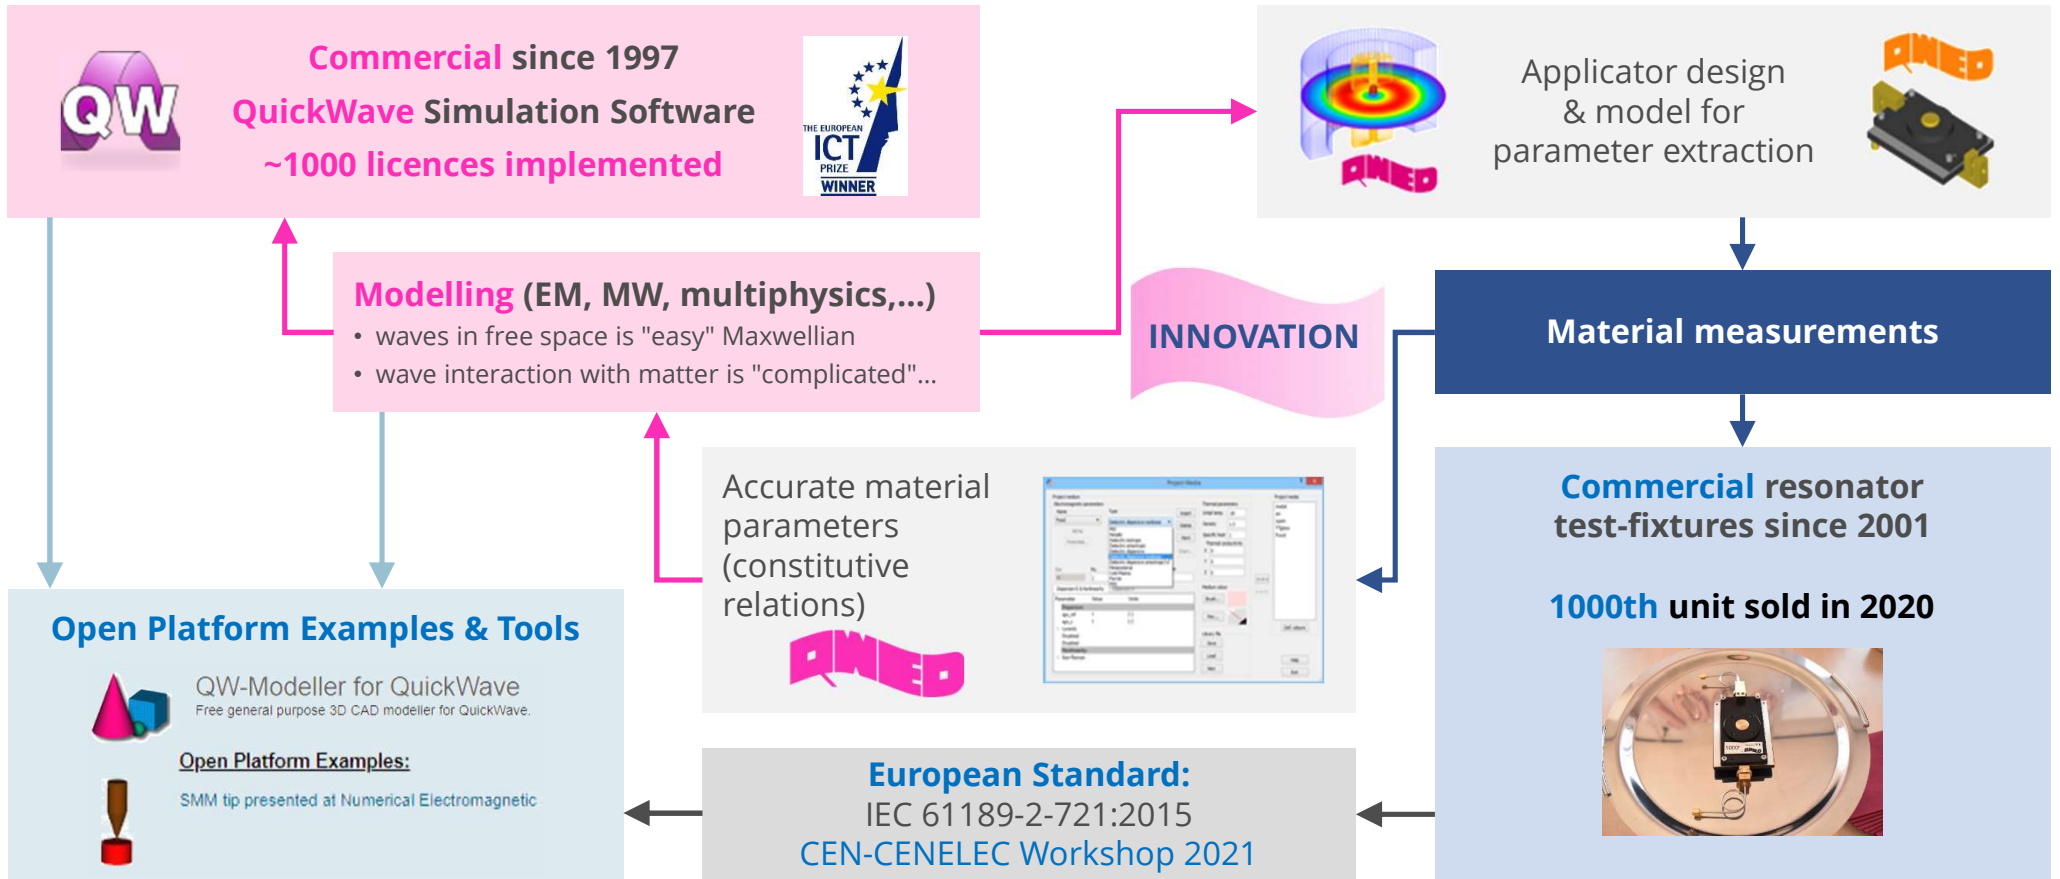 QW
Commercial since 1997
QuickWave Simulation Software
~1000 licences implemented
THE EUROPEAN
ICT
PRIZE
WINNER
QWED
Applicator design
& model for
parameter extraction
QWED
Modelling (EM, MW, multiphysics,...)
• waves in free space is "easy" Maxwellian
• wave interaction with matter is "complicated"...
INNOVATION
Material measurements
Accurate material
parameters
(constitutive
relations)
QWED
Project Media
Commercial resonator
test-fixtures since 2001
1000th unit sold in 2020
Open Platform Examples & Tools
QW-Modeller for QuickWave
Free general purpose 3D CAD modeller for QuickWave.
Open Platform Examples:
SMM tip presented at Numerical Electromagnetic
European Standard:
IEC 61189-2-721:2015
CEN-CENELEC Workshop 2021